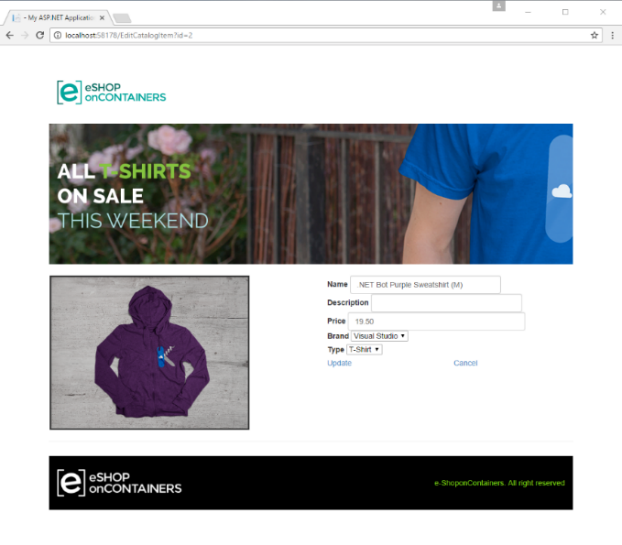 - My ASP.NET Application
localhost:58178/EditCatalogItem?id=2
eSHOP
onCONTAINERS
ALL T-SHIRTS
ON SALE
THIS WEEKEND
Name .NET Bot Purple Sweatshirt (M)
Description
Price 19.50
Brand Visual Studio
Type T-Shirt
Update Cancel
eSHOP
onCONTAINERS
e-ShoponContainers. All right reserved